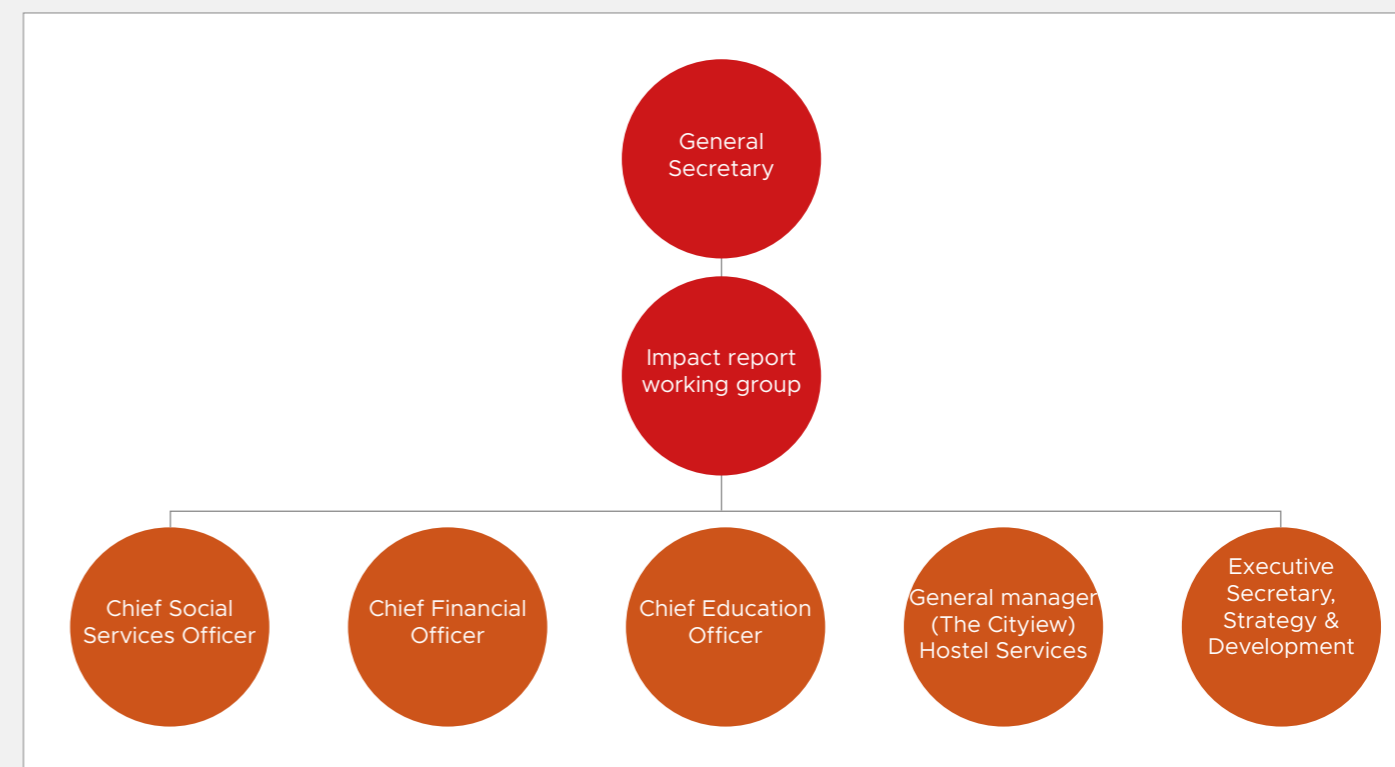 General
Secretary
Impact report
working group
Chief Social
Services Officer
Chief Financial
Officer
Chief Education
Officer
General manager
(The Cityiew)
Hostel Services
Executive
Secretary,
Strategy &
Development